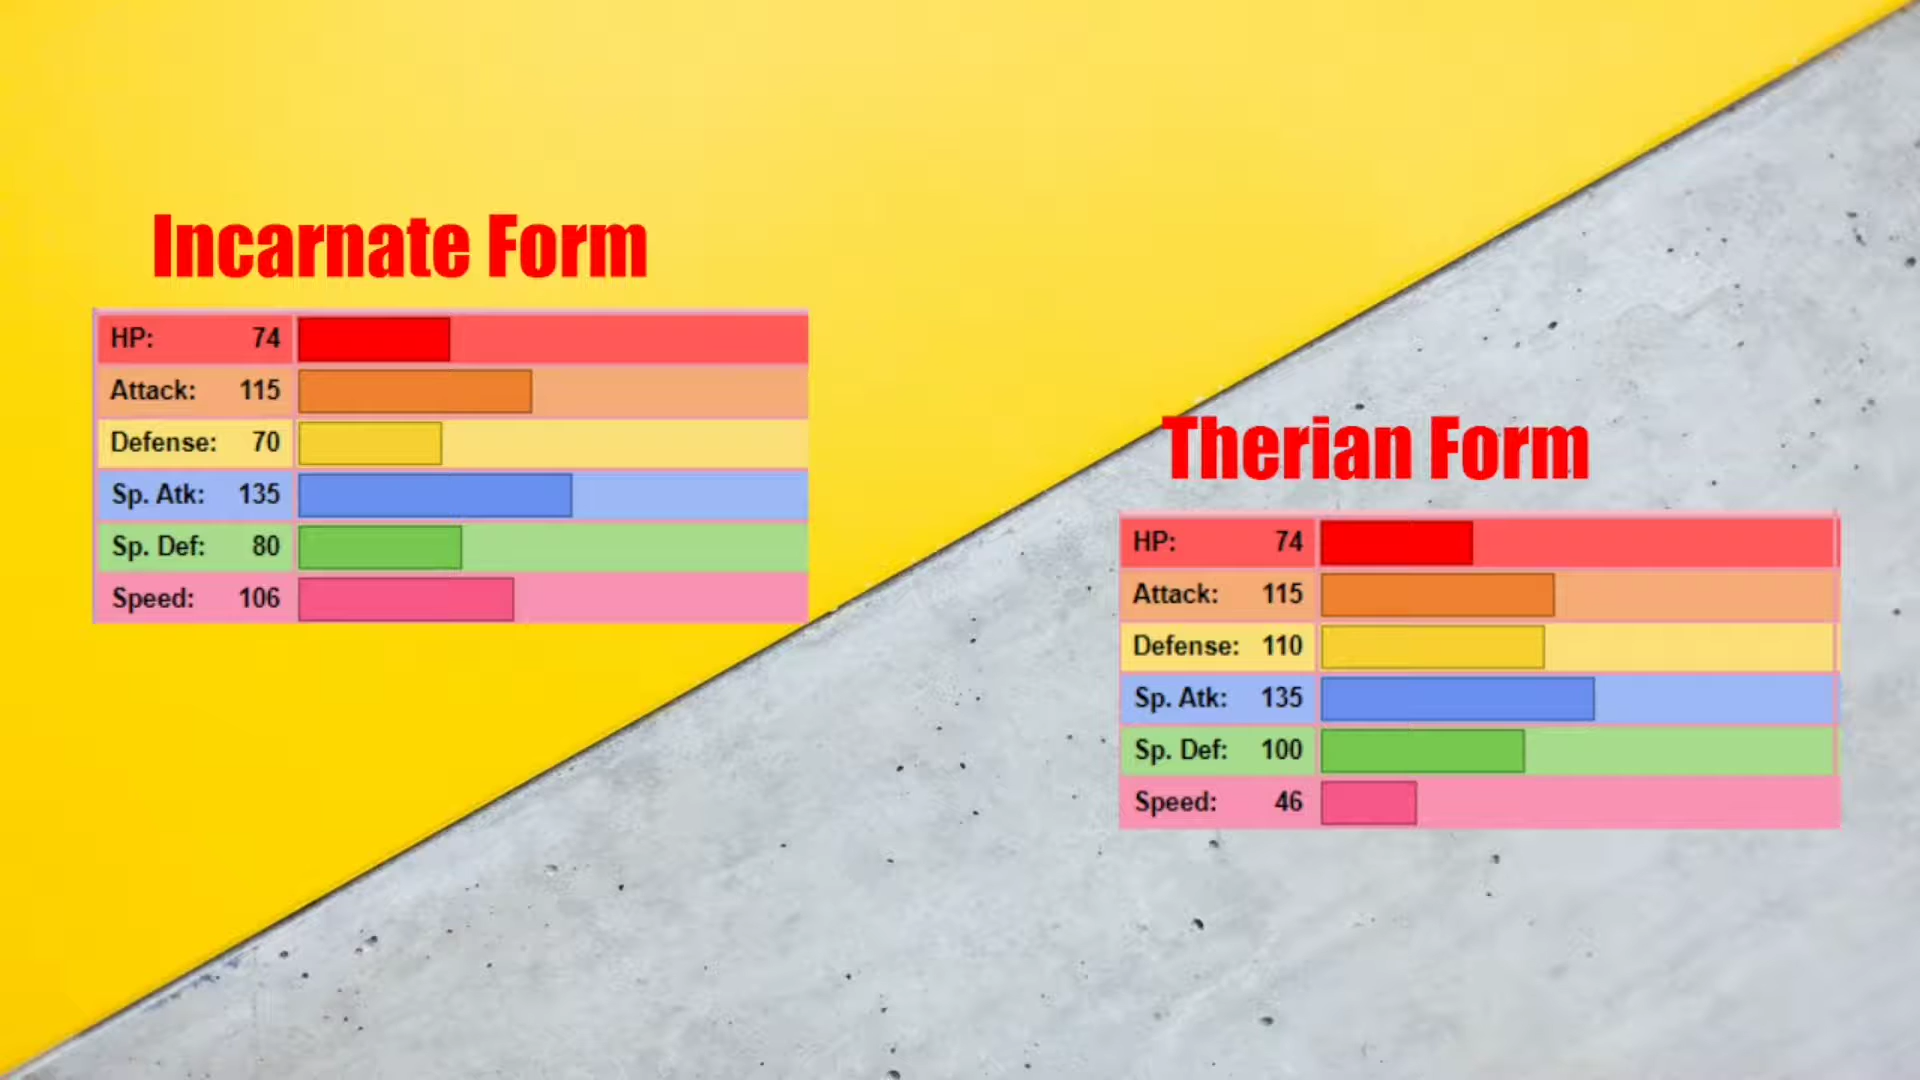 Incarnate Form
HP: 74
Attack: 115
Defense: 70
Sp. Atk: 135
Sp. Def: 80
Speed: 106
Therian Form
HP: 74
Attack: 115
Defense: 110
Sp. Atk: 135
Sp. Def: 100
Speed: 46